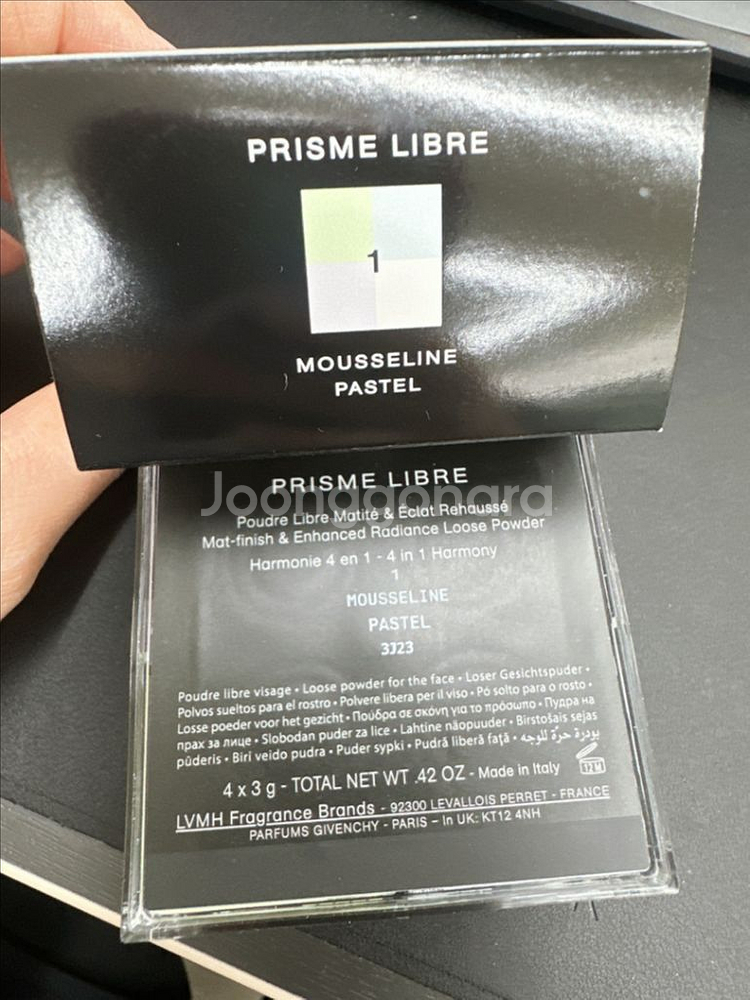 PRISME LIBRE
1
MOUSSELINE
PASTEL
PRISME LIBRE
Joonggonara
Poudre Libre Matité & Éclat Rehaussé
Mat-finish & Enhanced Radiance Loose Powder
Harmonie 4 en 1 - 4 in 1 Harmony
1
MOUSSELINE
PASTEL
3J23
Poudre libre visage • Loose powder for the face • Loser Gesichtspuder •
Polvos sueltos para el rostro • Polvere libera per il viso • Pó solto para o rosto •
Losse poeder voor het gezicht • Πούδρα σε σκόνη για το πρόσωπο • Пудра на
прах за лице • Slobodan puder za lice • Lahtine näopuuder • Birstošais sejas
pūderis • Biri veido pudra • Puder sypki • Pudră liberă față • بودرة حرّة للوجه
4 x 3 g - TOTAL NET WT .42 OZ - Made in Italy
12 M
LVMH Fragrance Brands - 92300 LEVALLOIS PERRET - FRANCE
PARFUMS GIVENCHY - PARIS - In UK: KT12 4NH